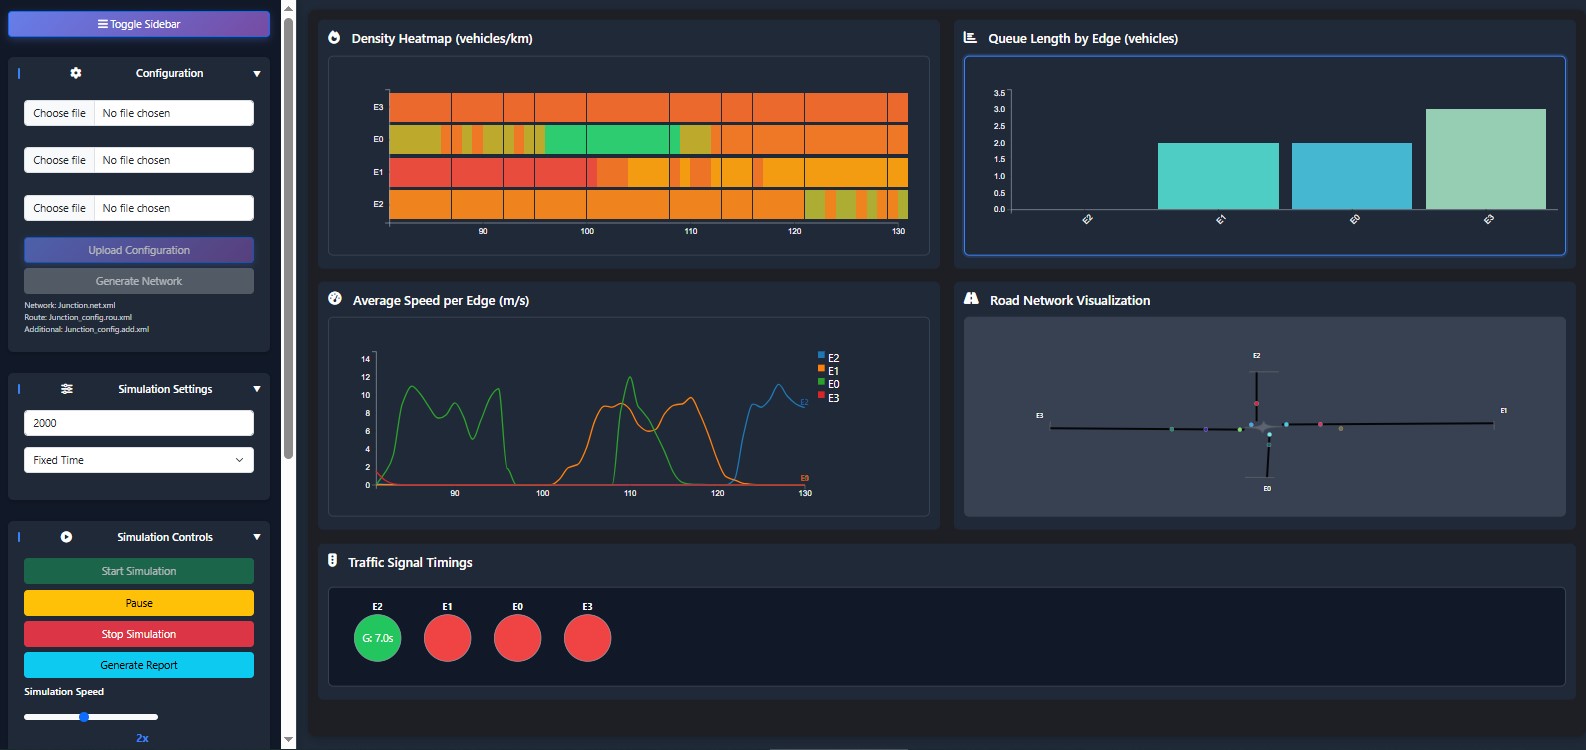 Toggle Sidebar
Configuration
Choose file No file chosen
Choose file No file chosen
Choose file No file chosen
Upload Configuration
Generate Network
Network: Junction.net.xml
Route: Junction_config.rou.xml
Additional: Junction_config.add.xml
Simulation Settings
2000
Fixed Time
Simulation Controls
Start Simulation
Pause
Stop Simulation
Generate Report
Simulation Speed
2x
Density Heatmap (vehicles/km)
E3
E0
E1
E2
90 100 110 120 130
Queue Length by Edge (vehicles)
3.5
3.0
2.5
2.0
1.5
1.0
0.5
0.0
E2 E1 E0 E3
Average Speed per Edge (m/s)
14
12
10
8
6
4
2
0
90 100 110 120 130
E2
E1
E0
E3
E2
Road Network Visualization
E2
E3
E1
E0
Traffic Signal Timings
E2 E1 E0 E3
G: 7.0s